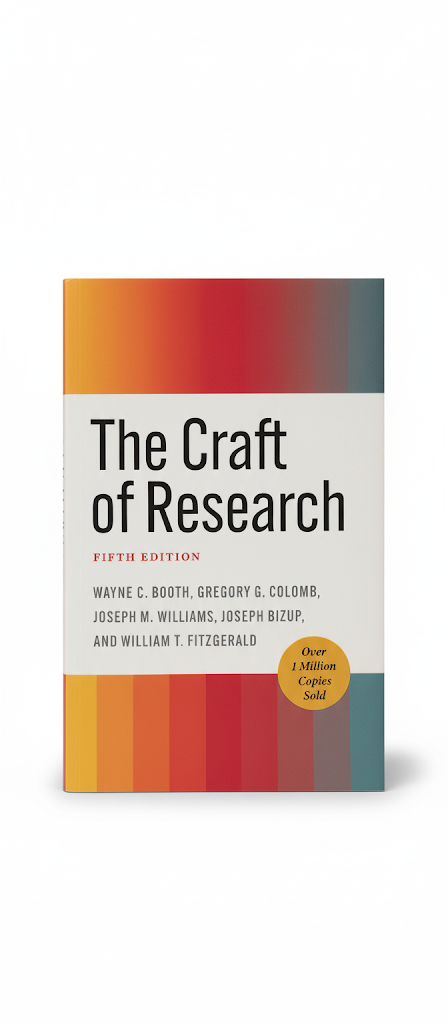 The Craft
of Research
FIFTH EDITION
WAYNE C. BOOTH, GREGORY G. COLOMB,
JOSEPH M. WILLIAMS, JOSEPH BIZUP,
AND WILLIAM T. FITZGERALD
Over
1 Million
Copies
Sold